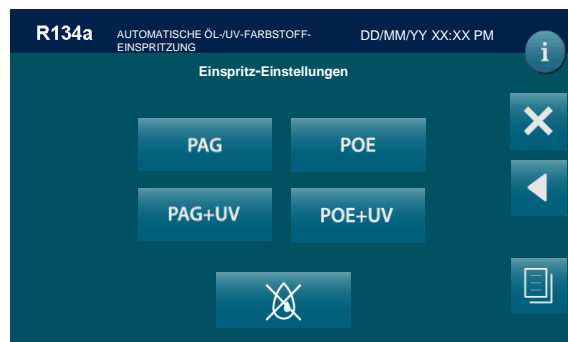 R134a
AUTOMATISCHE ÖL-/UV-FARBSTOFF-
EINSPRITZUNG
DD/MM/YY XX:XX PM
i
Einspritz-Einstellungen
PAG
POE
PAG+UV
POE+UV